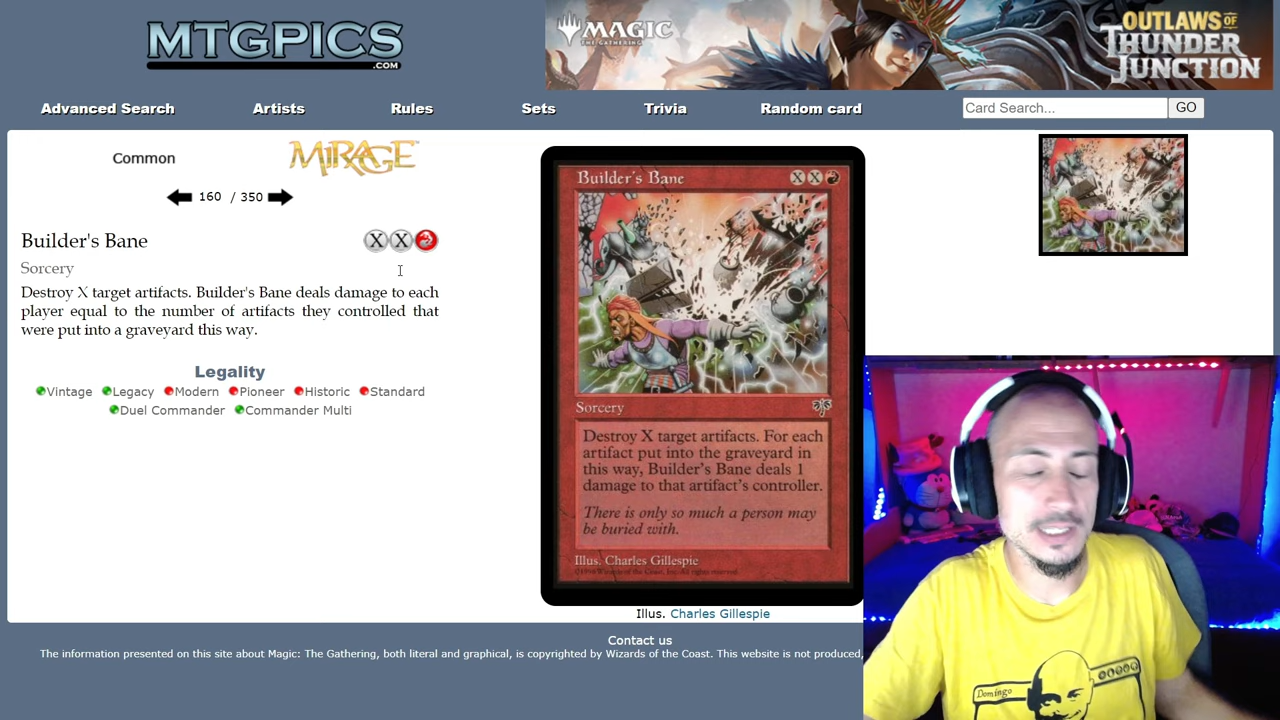 MTGPICS
.COM
MAGIC
THE GATHERING
OUTLAWS OF
THUNDER
JUNCTION
Advanced Search
Artists
Rules
Sets
Trivia
Random card
Card Search...
GO
Common
MIRAGE
160 / 350
Builder's Bane
X X
Sorcery
Destroy X target artifacts. Builder's Bane deals damage to each
player equal to the number of artifacts they controlled that
were put into a graveyard this way.
Legality
Vintage Legacy Modern Pioneer Historic Standard
Duel Commander Commander Multi
Builder's Bane
X X
Sorcery
Destroy X target artifacts. For each
artifact put into the graveyard in
this way, Builder's Bane deals 1
damage to that artifact's controller.
There is only so much a person may
be buried with.
Illus. Charles Gillespie
Illus. Charles Gillespie
Contact us
The information presented on this site about Magic: The Gathering, both literal and graphical, is copyrighted by Wizards of the Coast. This website is not produced,
Domingo